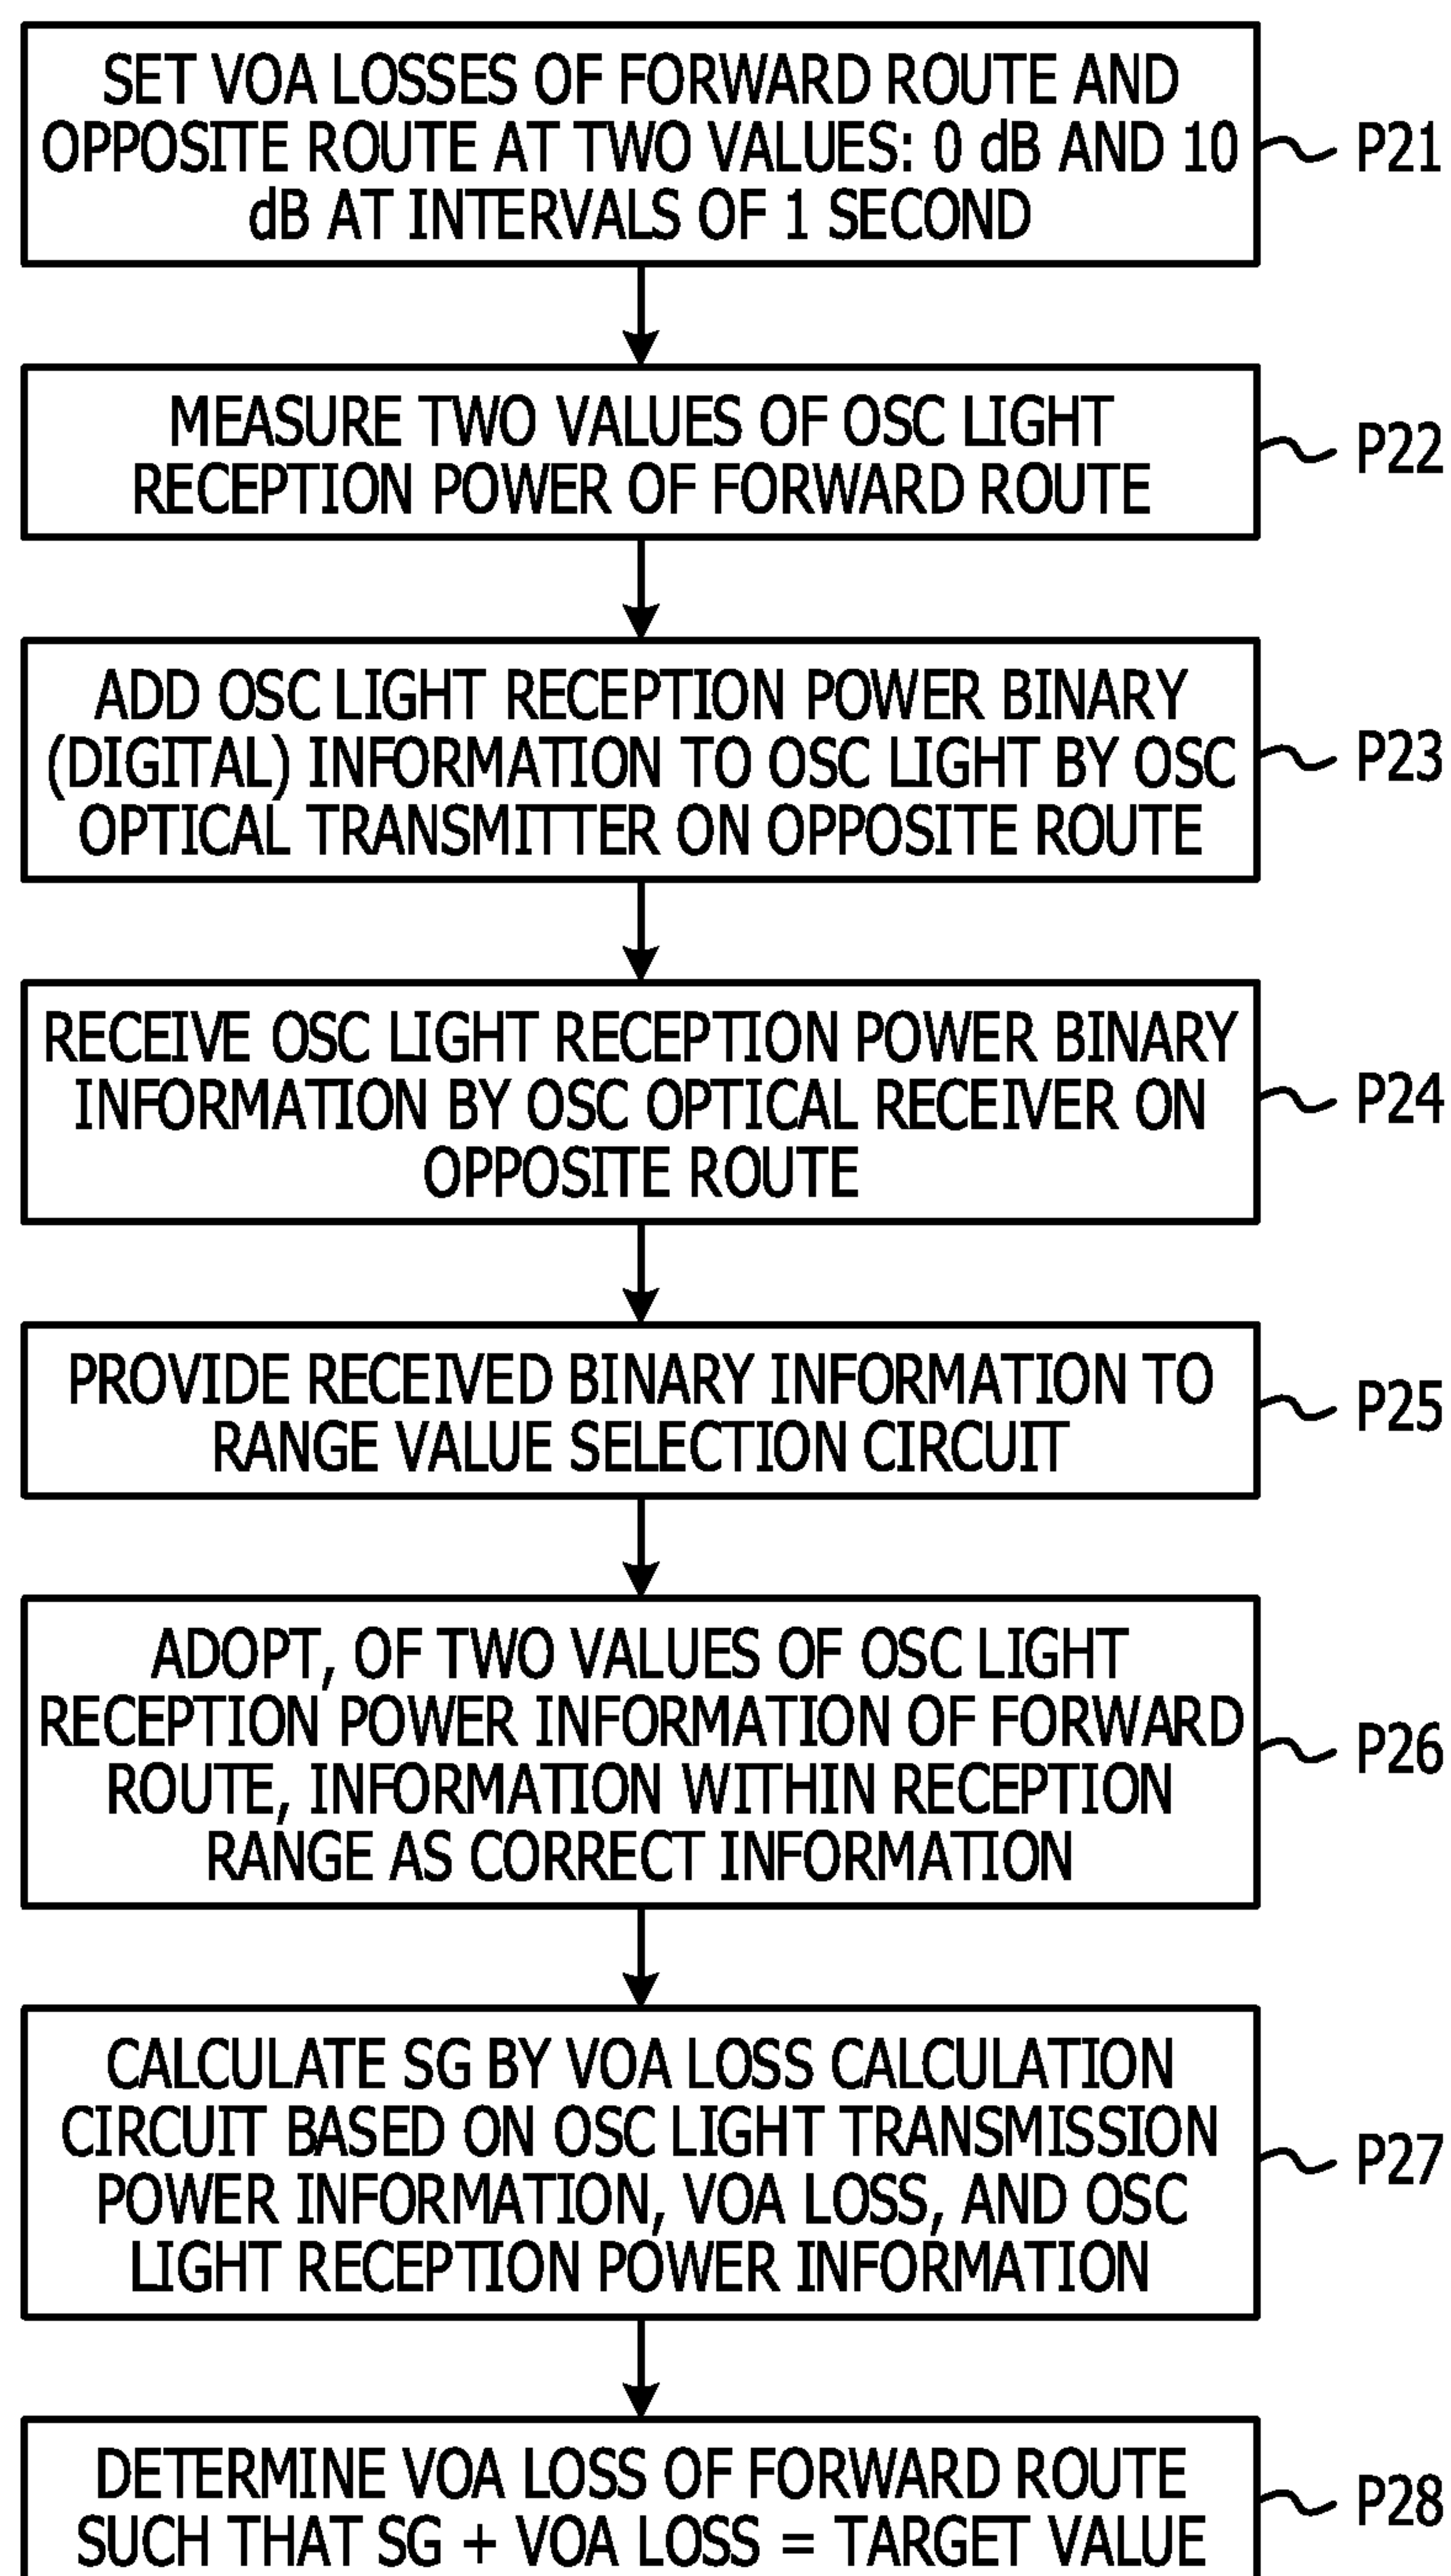 SET VOA LOSSES OF FORWARD ROUTE AND
OPPOSITE ROUTE AT TWO VALUES: 0 dB AND 10
dB AT INTERVALS OF 1 SECOND
P21
MEASURE TWO VALUES OF OSC LIGHT
RECEPTION POWER OF FORWARD ROUTE
P22
ADD OSC LIGHT RECEPTION POWER BINARY
(DIGITAL) INFORMATION TO OSC LIGHT BY OSC
OPTICAL TRANSMITTER ON OPPOSITE ROUTE
P23
RECEIVE OSC LIGHT RECEPTION POWER BINARY
INFORMATION BY OSC OPTICAL RECEIVER ON
OPPOSITE ROUTE
P24
PROVIDE RECEIVED BINARY INFORMATION TO
RANGE VALUE SELECTION CIRCUIT
P25
ADOPT, OF TWO VALUES OF OSC LIGHT
RECEPTION POWER INFORMATION OF FORWARD
ROUTE, INFORMATION WITHIN RECEPTION
RANGE AS CORRECT INFORMATION
P26
CALCULATE SG BY VOA LOSS CALCULATION
CIRCUIT BASED ON OSC LIGHT TRANSMISSION
POWER INFORMATION, VOA LOSS, AND OSC
LIGHT RECEPTION POWER INFORMATION
P27
DETERMINE VOA LOSS OF FORWARD ROUTE
SUCH THAT SG + VOA LOSS = TARGET VALUE
P28